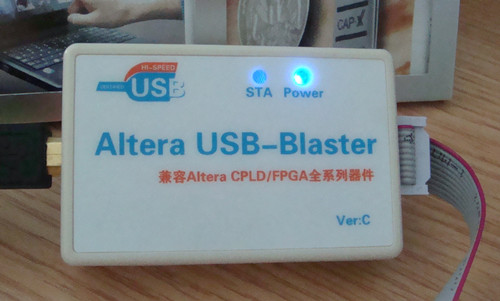 CAP-X
HI-SPEED
USB
STA Power
Altera USB-Blaster
兼容Altera CPLD/FPGA全系列器件
Ver:C